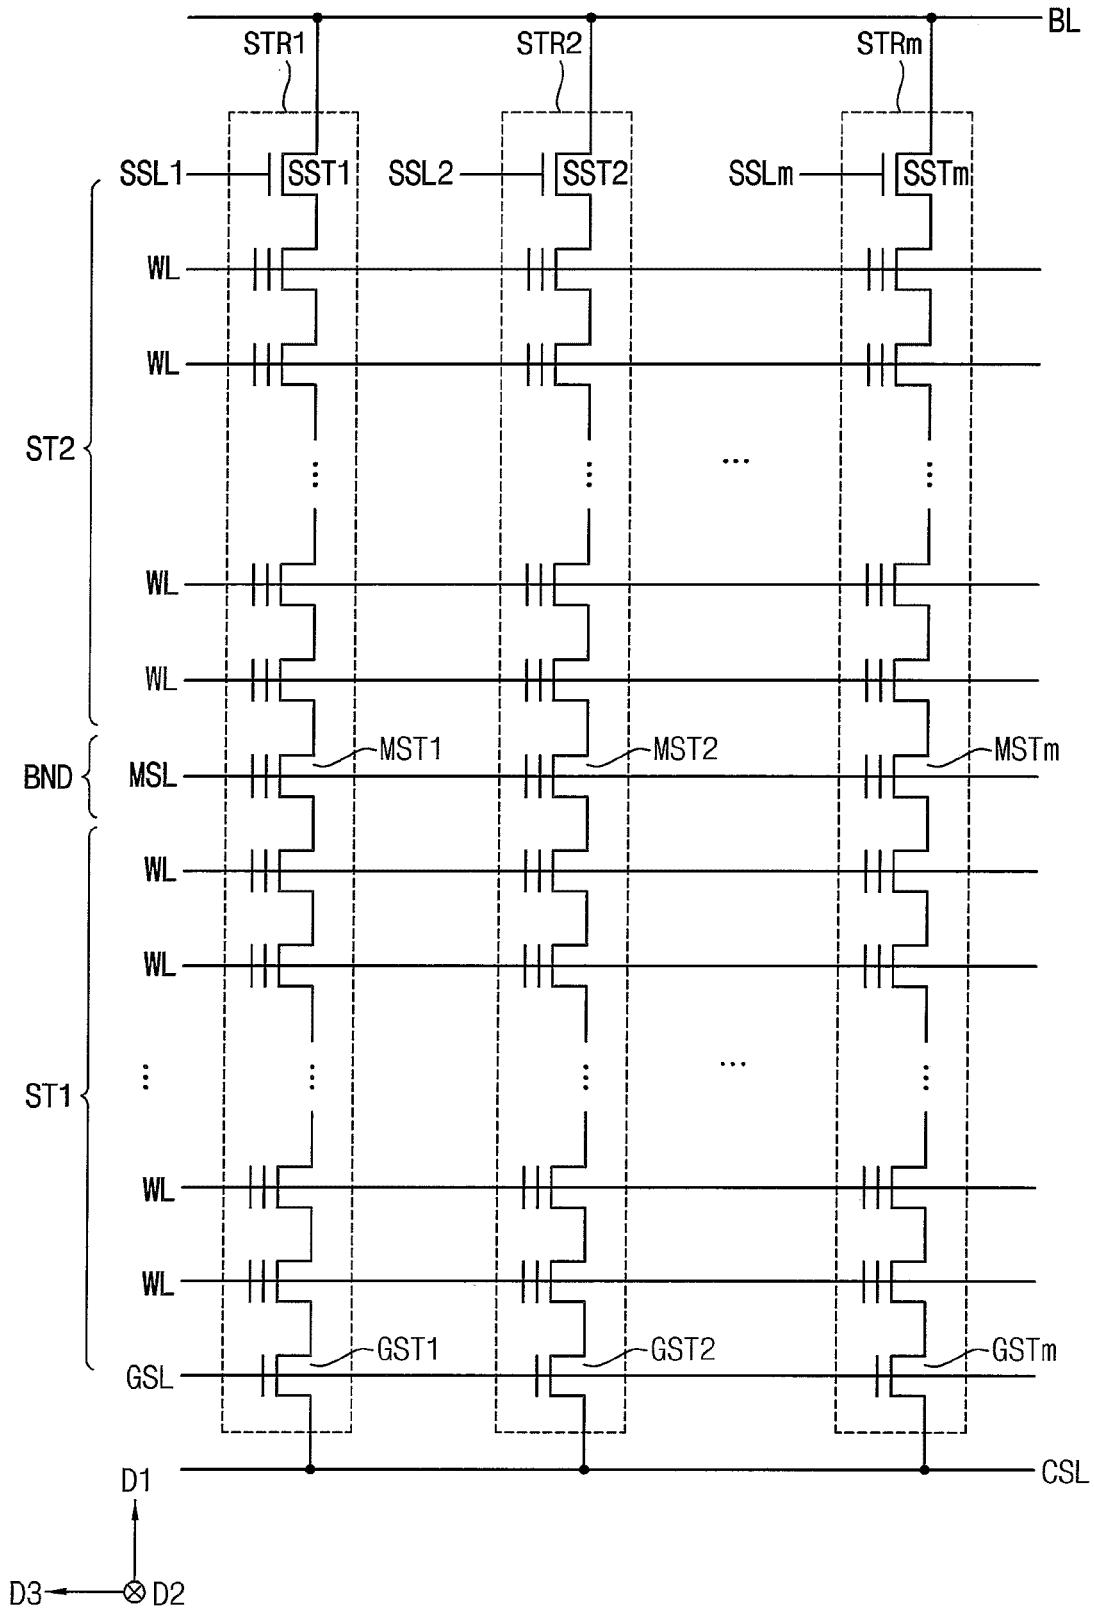 BL
STR1 STR2 STRm
SSL1 SST1 SSL2 SST2 SSLm SSTm
WL
WL
ST2
...
WL
WL
MST1 MST2 MSTm
BND MSL
WL
WL
...
ST1
WL
WL
GST1 GST2 GSTm
GSL
CSL
D1
D3 D2